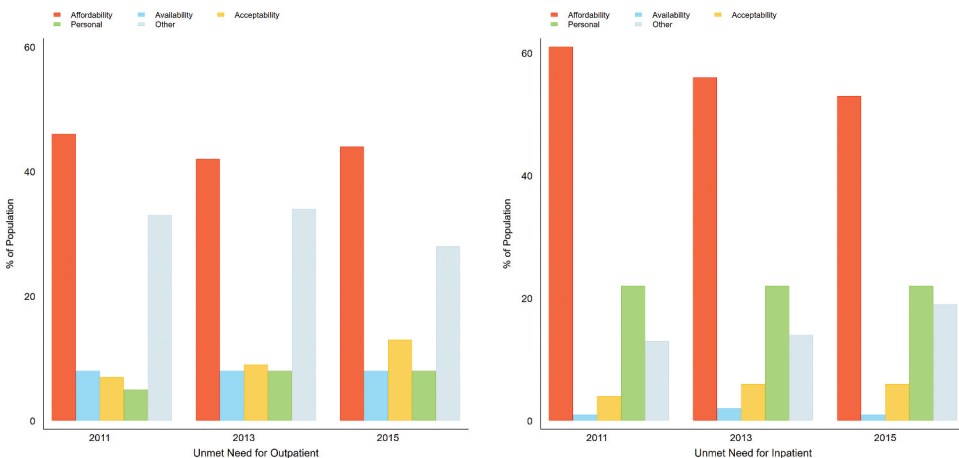 Affordability Availability Acceptability
Personal Other
60
40
20
0
% of Population
2011 2013 2015
Unmet Need for Outpatient
Affordability Availability Acceptability
Personal Other
60
40
20
0
% of Population
2011 2013 2015
Unmet Need for Inpatient